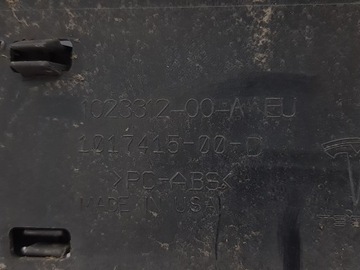 1023312-00-A EU
1017415-00-D
>PC-ABS<
MADE IN USA